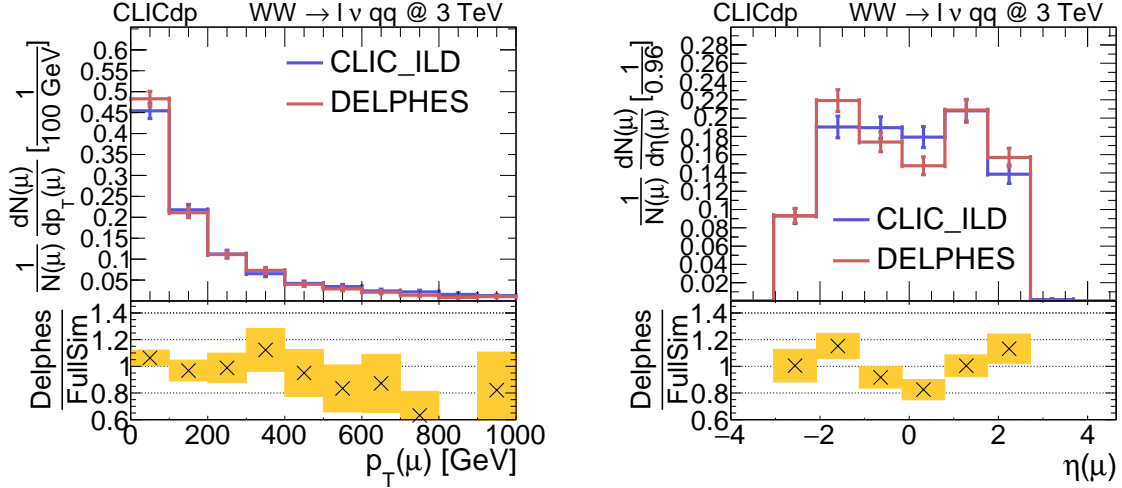 CLICdp WW → l ν qq @ 3 TeV
1/N(μ) dN(μ)/dp_T(μ) [1/100 GeV]
0.6
0.55
0.5
0.45
0.4
0.35
0.3
0.25
0.2
0.15
0.1
0.05
CLIC_ILD
DELPHES
Delphes/FullSim
1.4
1.2
1.0
0.8
0.6
0 200 400 600 800 1000
p_T(μ) [GeV]
CLICdp WW → l ν qq @ 3 TeV
1/N(μ) dN(μ)/dη(μ) [1/0.96]
0.28
0.26
0.24
0.22
0.2
0.18
0.16
0.14
0.12
0.1
0.08
0.06
0.04
0.02
0.00
CLIC_ILD
DELPHES
Delphes/FullSim
1.4
1.2
1.0
0.8
0.6
−4 −2 0 2 4
η(μ)